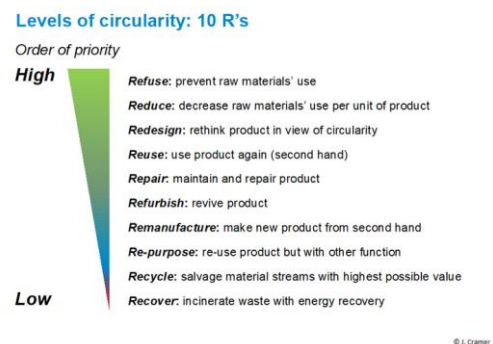 Levels of circularity: 10 R's
Order of priority
High
Refuse: prevent raw materials' use
Reduce: decrease raw materials' use per unit of product
Redesign: rethink product in view of circularity
Reuse: use product again (second hand)
Repair: maintain and repair product
Refurbish: revive product
Remanufacture: make new product from second hand
Re-purpose: re-use product but with other function
Recycle: salvage material streams with highest possible value
Low
Recover: incinerate waste with energy recovery
© J. Cramer